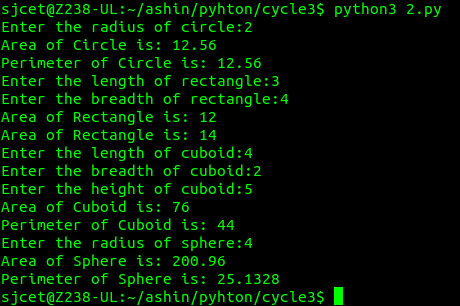 sjcet@Z238-UL:~/ashin/pyhton/cycle3$ python3 2.py
Enter the radius of circle:2
Area of Circle is: 12.56
Perimeter of Circle is: 12.56
Enter the length of rectangle:3
Enter the breadth of rectangle:4
Area of Rectangle is: 12
Area of Rectangle is: 14
Enter the length of cuboid:4
Enter the breadth of cuboid:2
Enter the height of cuboid:5
Area of Cuboid is: 76
Perimeter of Cuboid is: 44
Enter the radius of sphere:4
Area of Sphere is: 200.96
Perimeter of Sphere is: 25.1328
sjcet@Z238-UL:~/ashin/pyhton/cycle3$